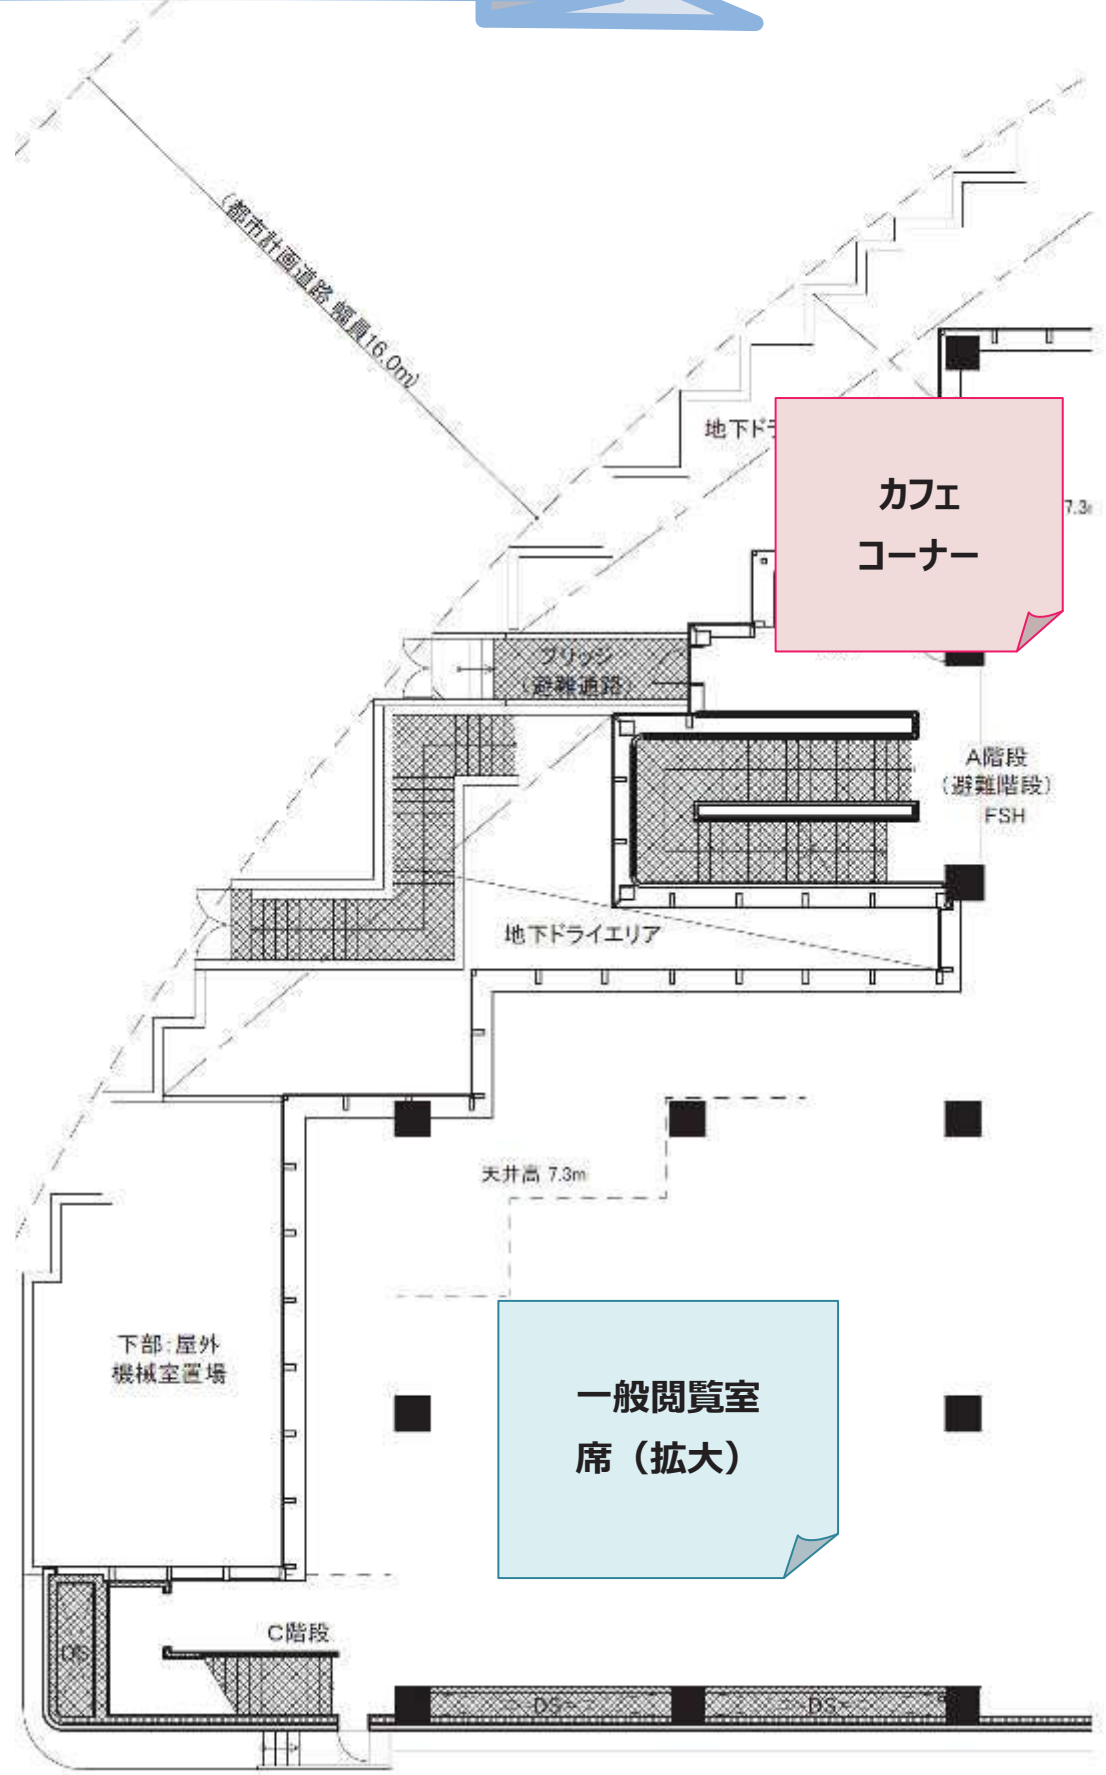 (都市計画道路 幅員16.0m)
地下ド
カフェ
コーナー
7.3
ブリッジ
(避難通路)
A階段
(避難階段)
FSH
地下ドライエリア
天井高 7.3m
下部:屋外
機械室置場
一般閲覧室
席（拡大）
C階段
DS
DS
DS